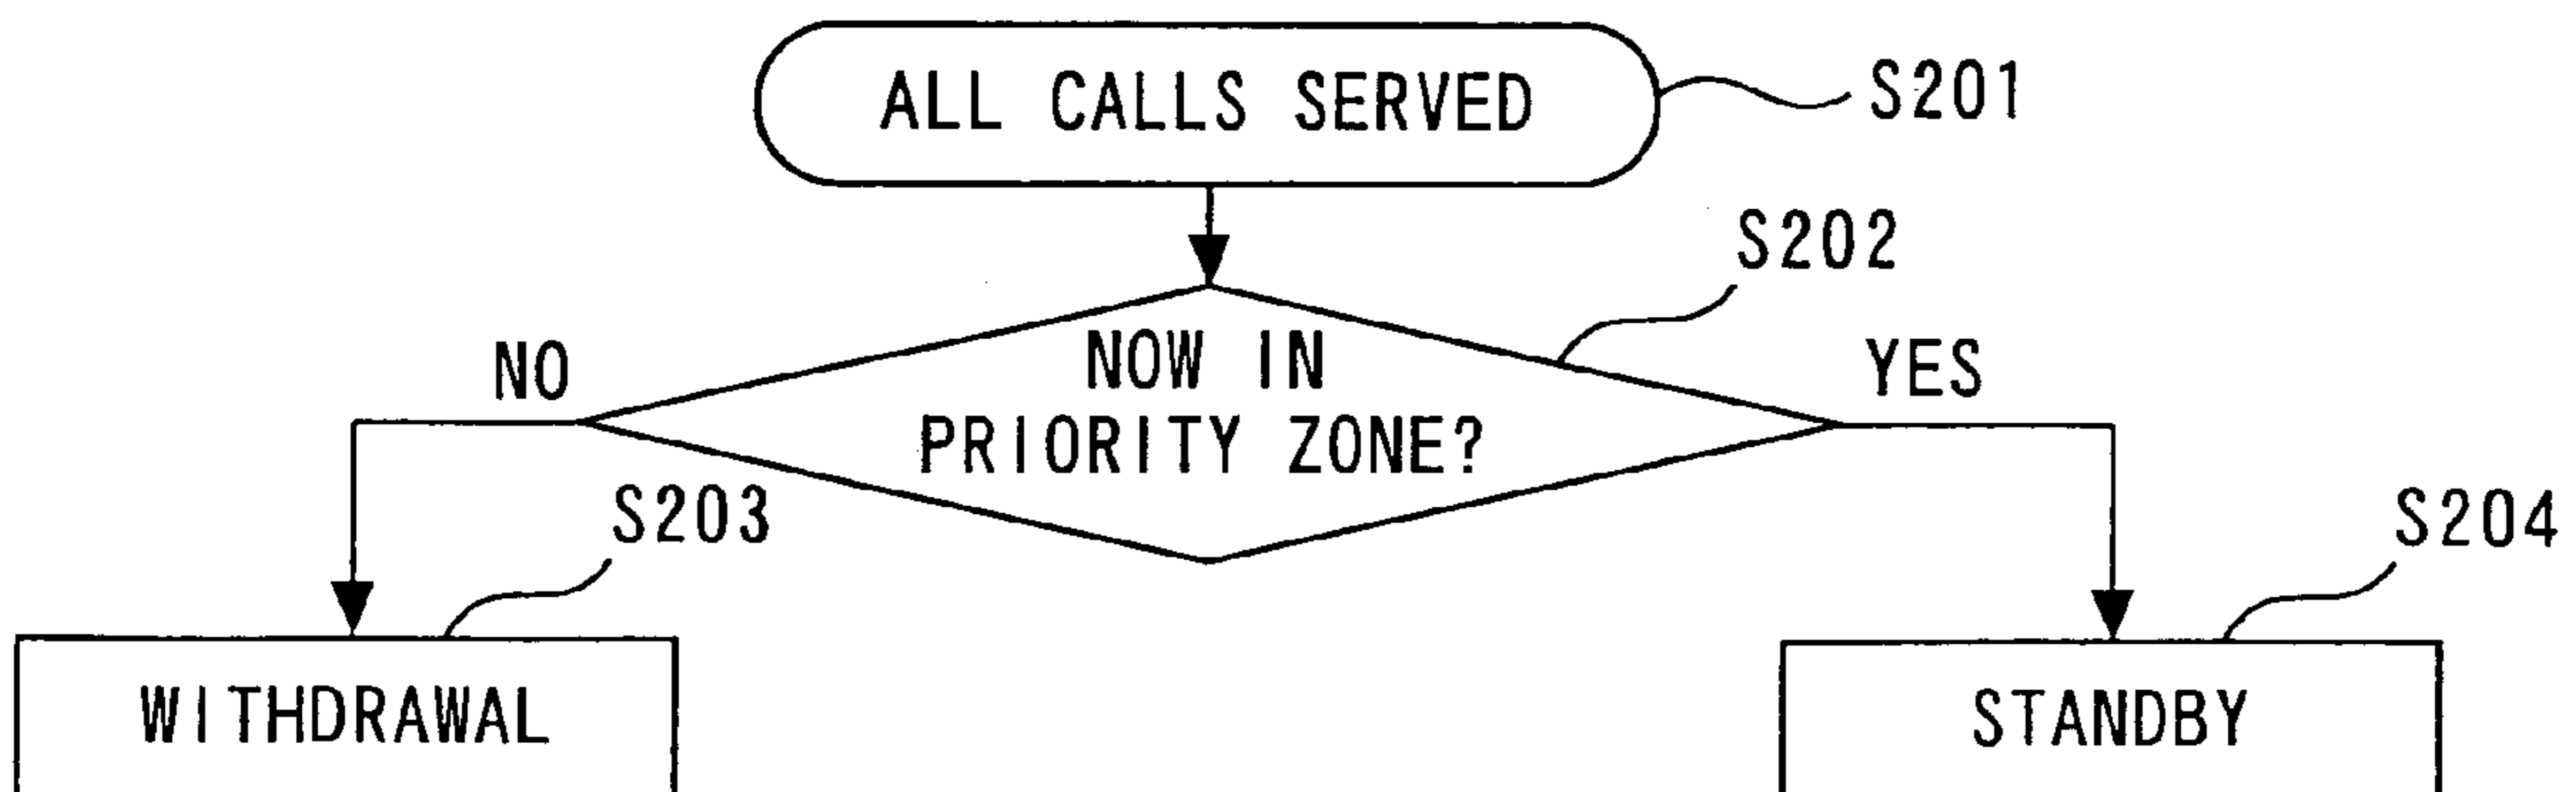 ALL CALLS SERVED
S201
S202
NOW IN
PRIORITY ZONE?
NO
YES
S203
S204
WITHDRAWAL
STANDBY